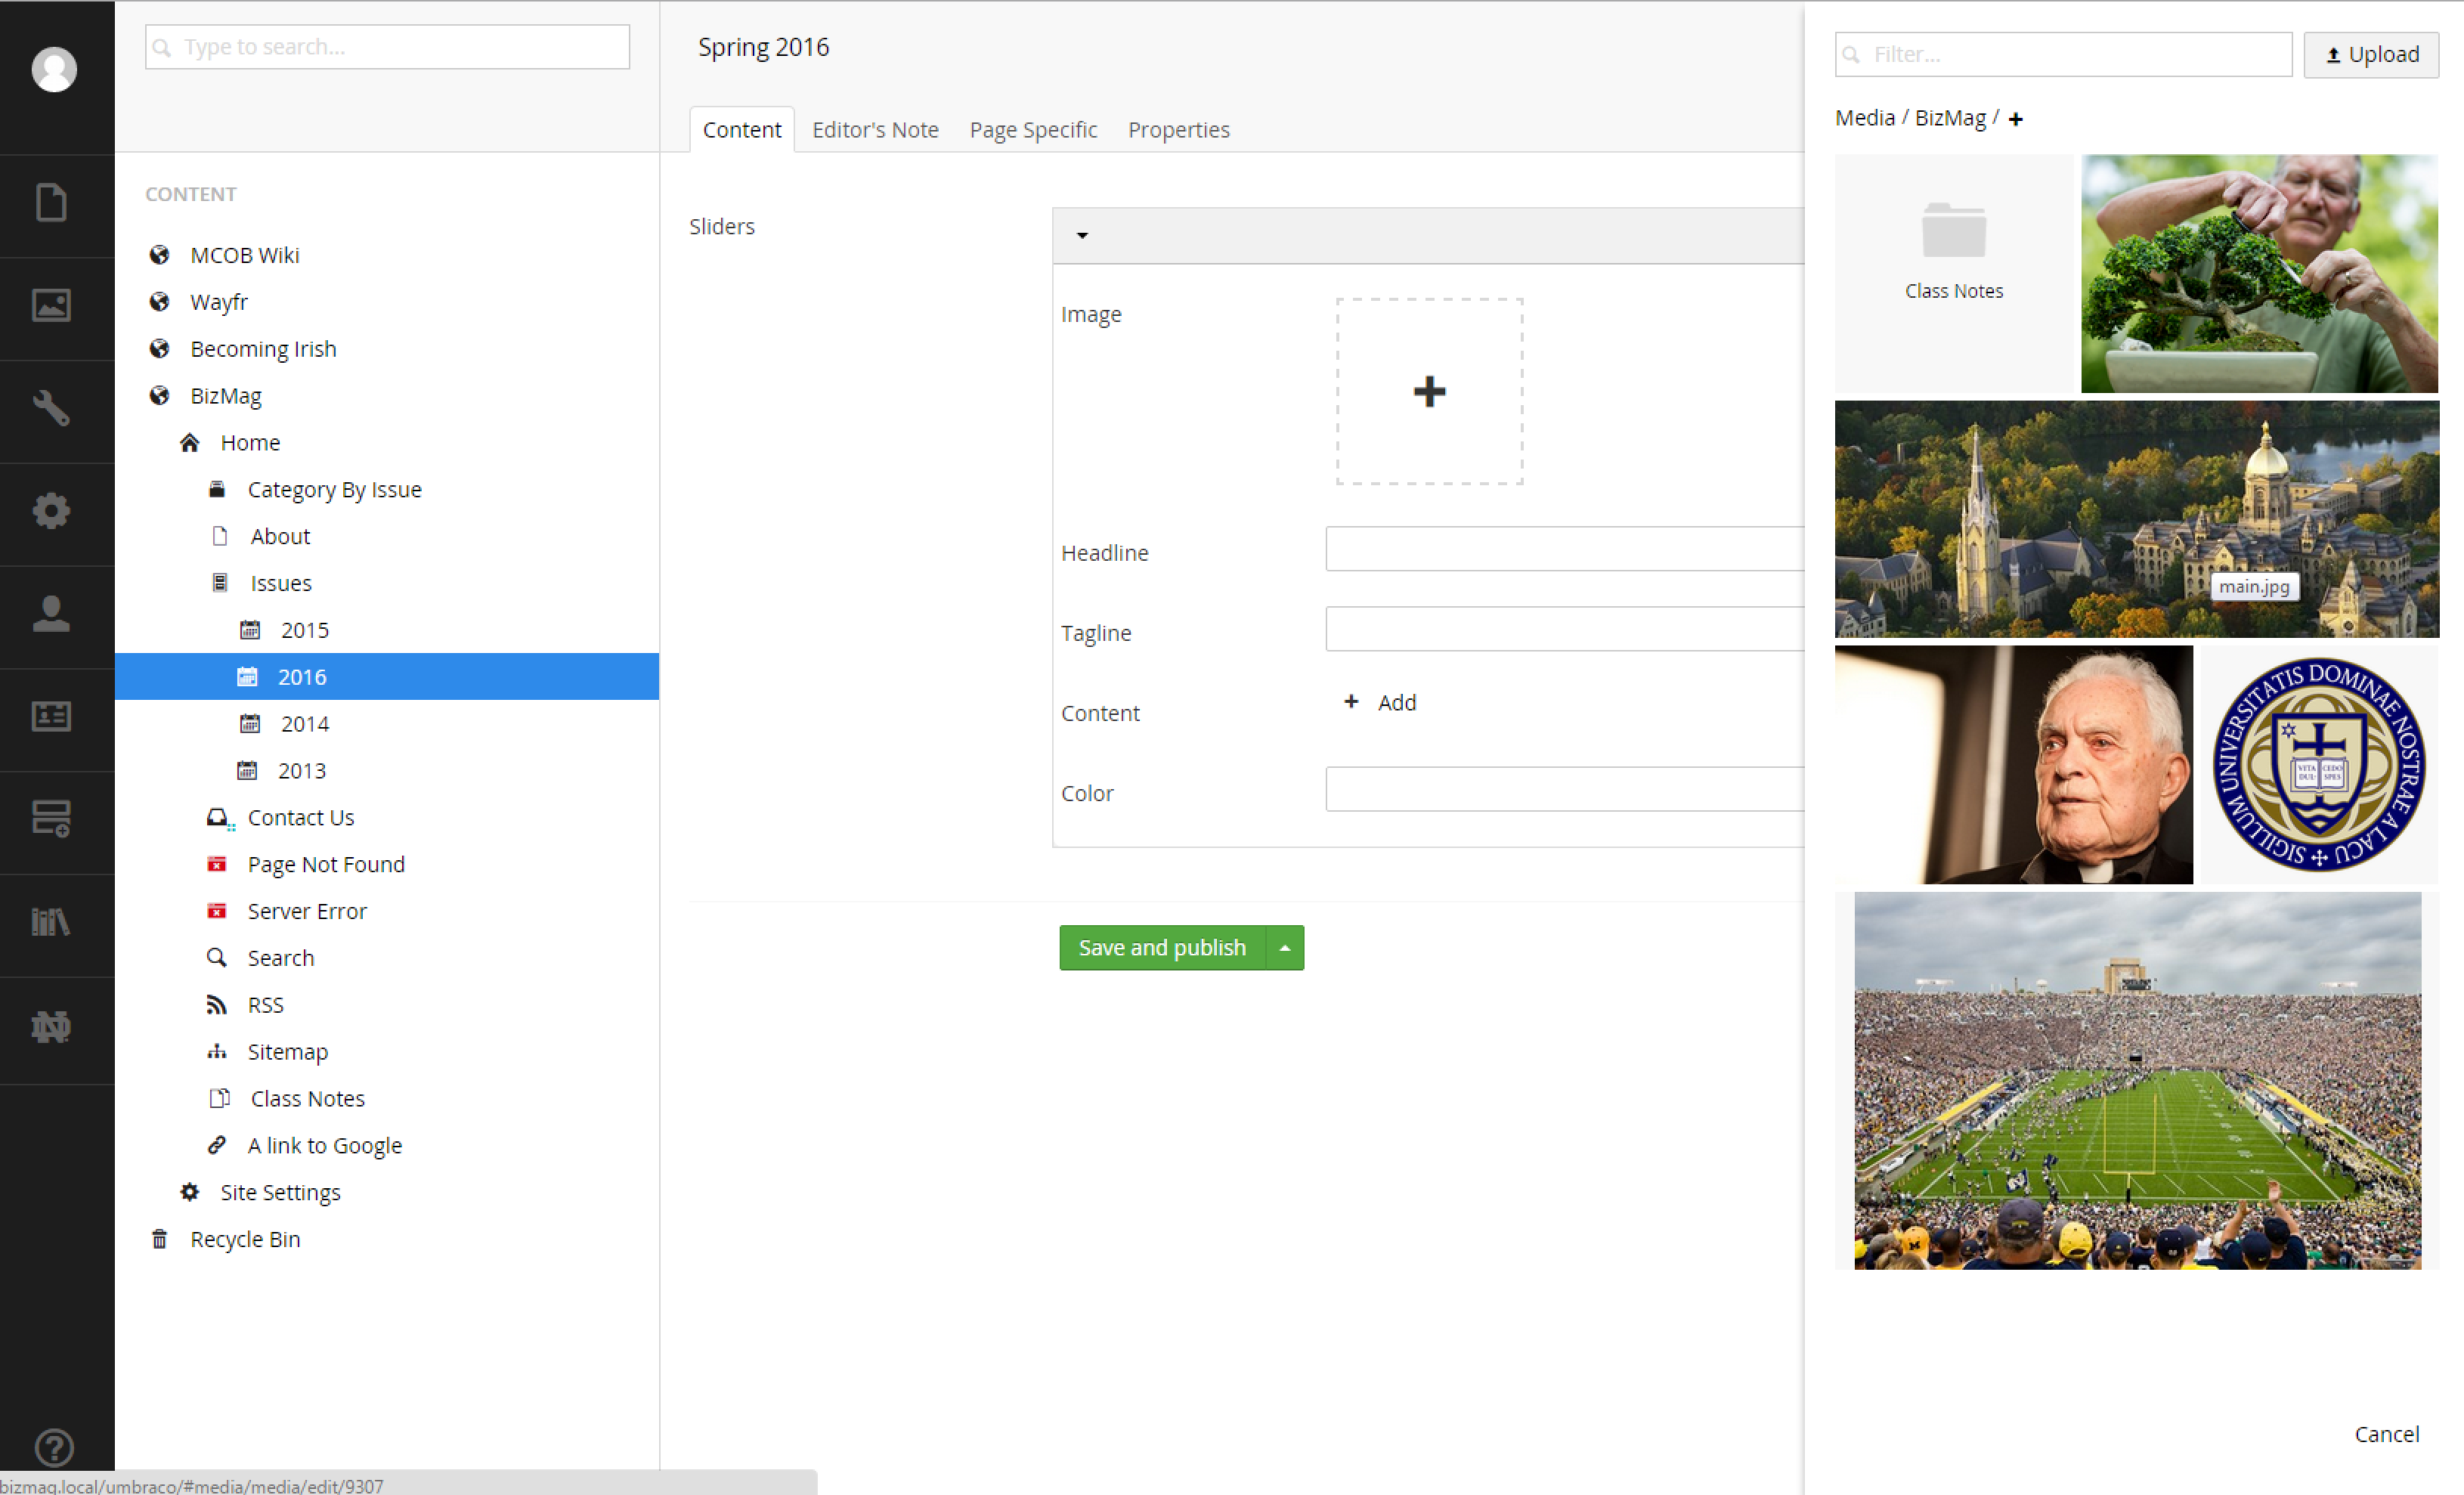 Type to search...
CONTENT
MCOB Wiki
Wayfr
Becoming Irish
BizMag
Home
Category By Issue
About
Issues
2015
2016
2014
2013
Contact Us
Page Not Found
Server Error
Search
RSS
Sitemap
Class Notes
A link to Google
Site Settings
Recycle Bin
bizmag.local/umbraco/#media/media/edit/9307
Spring 2016
Content Editor's Note Page Specific Properties
Sliders
Image
Headline
Tagline
Content
Add
Color
Save and publish
Filter...
Upload
Media / BizMag /
Class Notes
main.jpg
SIGILLUM UNIVERSITATIS DOMINAE NOSTRAE A LACU
VITA CEDO
DUL· SPES
Cancel